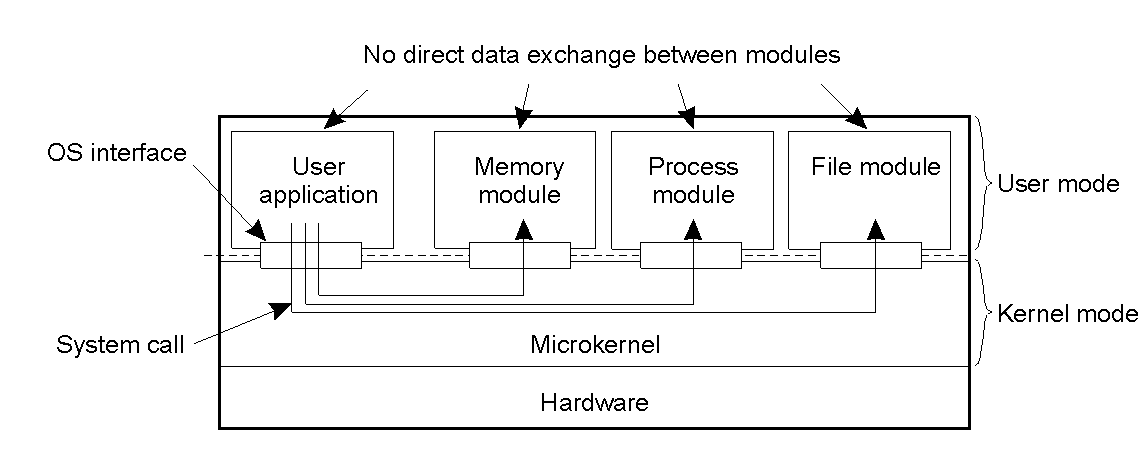 No direct data exchange between modules
OS interface
User
application
Memory
module
Process
module
File module
User mode
Kernel mode
System call
Microkernel
Hardware